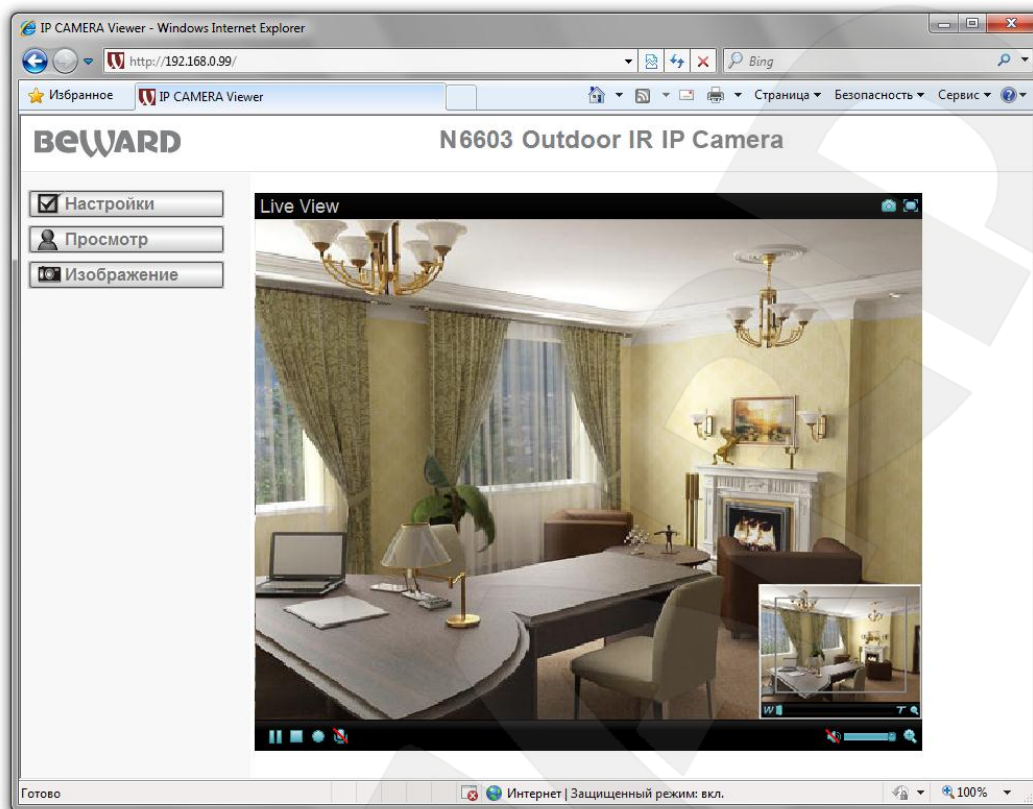 IP CAMERA Viewer - Windows Internet Explorer
http://192.168.0.99/
Bing
Избранное
IP CAMERA Viewer
Страница
Безопасность
Сервис
BEWARD
N6603 Outdoor IR IP Camera
Настройки
Просмотр
Изображение
Live View
W
T
Готово
Интернет | Защищенный режим: вкл.
100%